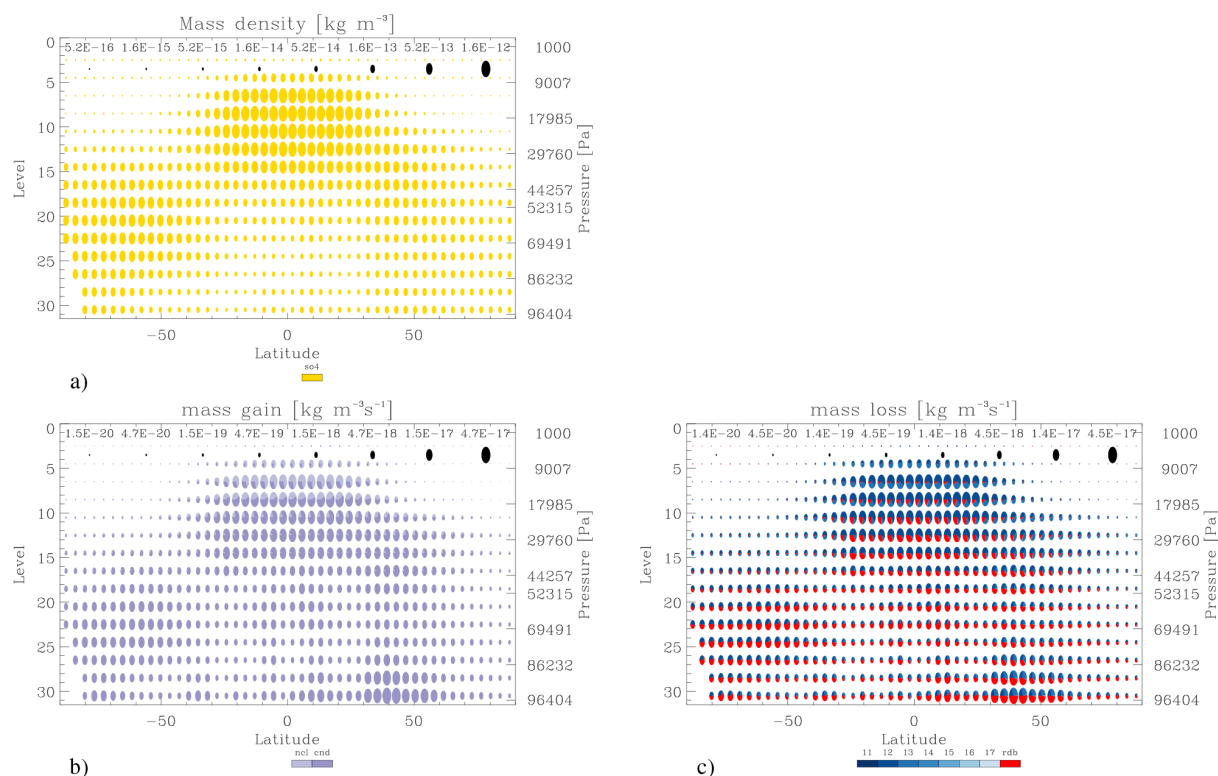 Mass density [kg m−3]
0 5.2E−16 1.6E−15 5.2E−15 1.6E−14 5.2E−14 1.6E−13 5.2E−13 1.6E−12 1000
5 9007
10 17985
15 29760
20 44257
52315
25 69491
30 86232
96404
Level
Pressure [Pa]
−50 0 50
Latitude
so4
a)
mass gain [kg m−3s−1]
0 1.5E−20 4.7E−20 1.5E−19 4.7E−19 1.5E−18 4.7E−18 1.5E−17 4.7E−17 1000
5 9007
10 17985
15 29760
20 44257
52315
25 69491
30 86232
96404
Level
Pressure [Pa]
−50 0 50
Latitude
ncl cnd
b)
mass loss [kg m−3s−1]
0 1.4E−20 4.5E−20 1.4E−19 4.5E−19 1.4E−18 4.5E−18 1.4E−17 4.5E−17 1000
5 9007
10 17985
15 29760
20 44257
52315
25 69491
30 86232
96404
Level
Pressure [Pa]
−50 0 50
Latitude
11 12 13 14 15 16 17 rdb
c)